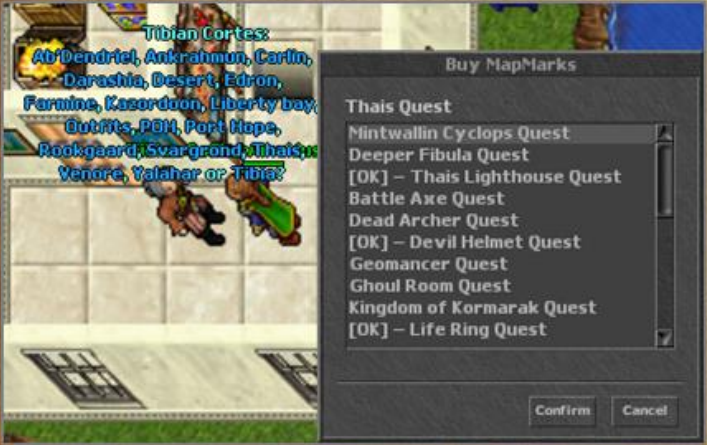 Tibian Cortes:
Ab'Dendriel, Ankrahmun, Carlin,
Darashia, Desert, Edron,
Farmine, Kazordoon, Liberty bay,
Outfits, POH, Port Hope,
Rookgaard, Svargrond, Thais,
Venore, Yalahar or Tibia?
Buy MapMarks
Thais Quest
Mintwallin Cyclops Quest
Deeper Fibula Quest
[OK] – Thais Lighthouse Quest
Battle Axe Quest
Dead Archer Quest
[OK] – Devil Helmet Quest
Geomancer Quest
Ghoul Room Quest
Kingdom of Kormarak Quest
[OK] – Life Ring Quest
Confirm
Cancel